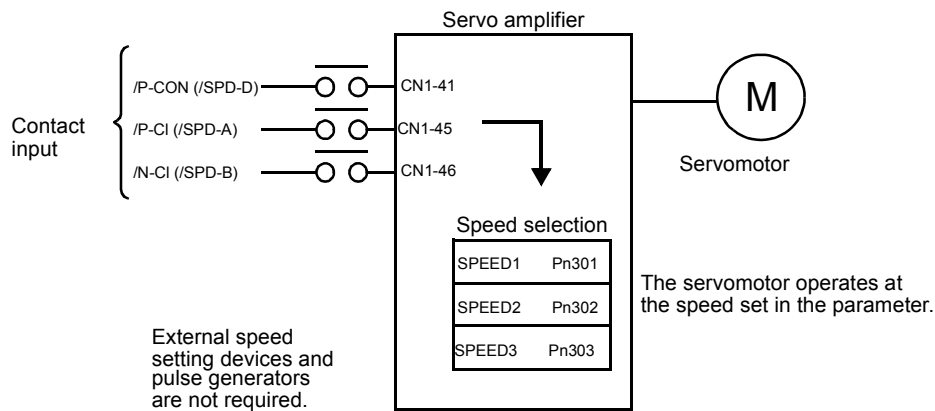 Servo amplifier
Contact
input
/P-CON (/SPD-D)
/P-Cl (/SPD-A)
/N-Cl (/SPD-B)
CN1-41
CN1-45
CN1-46
M
Servomotor
Speed selection
SPEED1 Pn301
SPEED2 Pn302
SPEED3 Pn303
The servomotor operates at
the speed set in the parameter.
External speed
setting devices and
pulse generators
are not required.